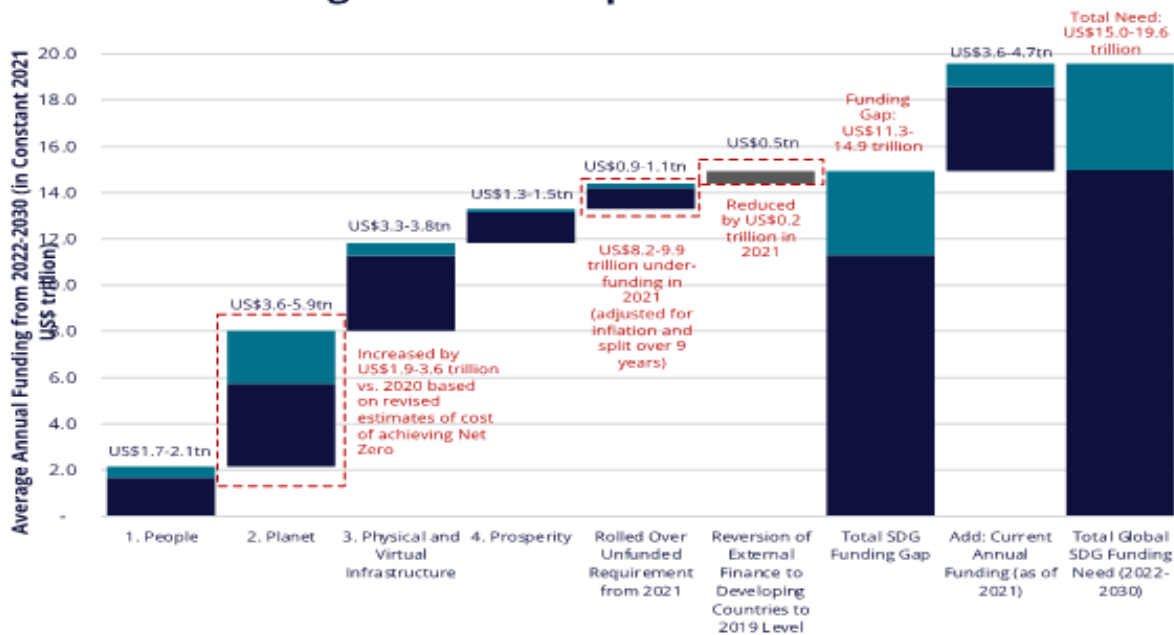 Total Need:
US$15.0-19.6
trillion
Average Annual Funding from 2022-2030 (in Constant 2021
US$ trillion)
20.0
18.0
16.0
14.0
12.0
10.0
8.0
6.0
4.0
2.0
-
US$1.7-2.1tn
US$3.6-5.9tn
Increased by
US$1.9-3.6 trillion
vs. 2020 based
on revised
estimates of cost
of achieving Net
Zero
US$3.3-3.8tn
US$1.3-1.5tn
US$0.9-1.1tn
US$8.2-9.9
trillion under-
funding in
2021
(adjusted for
inflation and
split over 9
years)
US$0.5tn
Reduced
by US$0.2
trillion in
2021
Funding
Gap:
US$11.3-
14.9 trillion
US$3.6-4.7tn
1. People
2. Planet
3. Physical and
Virtual
Infrastructure
4. Prosperity
Rolled Over
Unfunded
Requirement
from 2021
Reversion of
External
Finance to
Developing
Countries to
2019 Level
Total SDG
Funding Gap
Add: Current
Annual
Funding (as of
2021)
Total Global
SDG Funding
Need (2022-
2030)